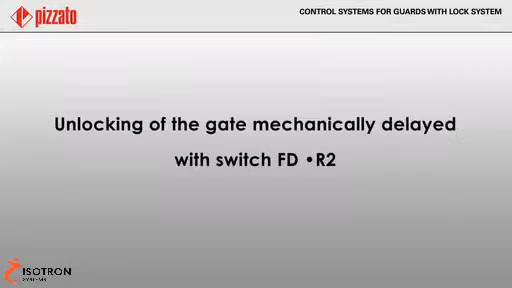 pizzato
CONTROL SYSTEMS FOR GUARDS WITH LOCK SYSTEM
Unlocking of the gate mechanically delayed
with switch FD •R2
ISOTRON
SYSTEMS